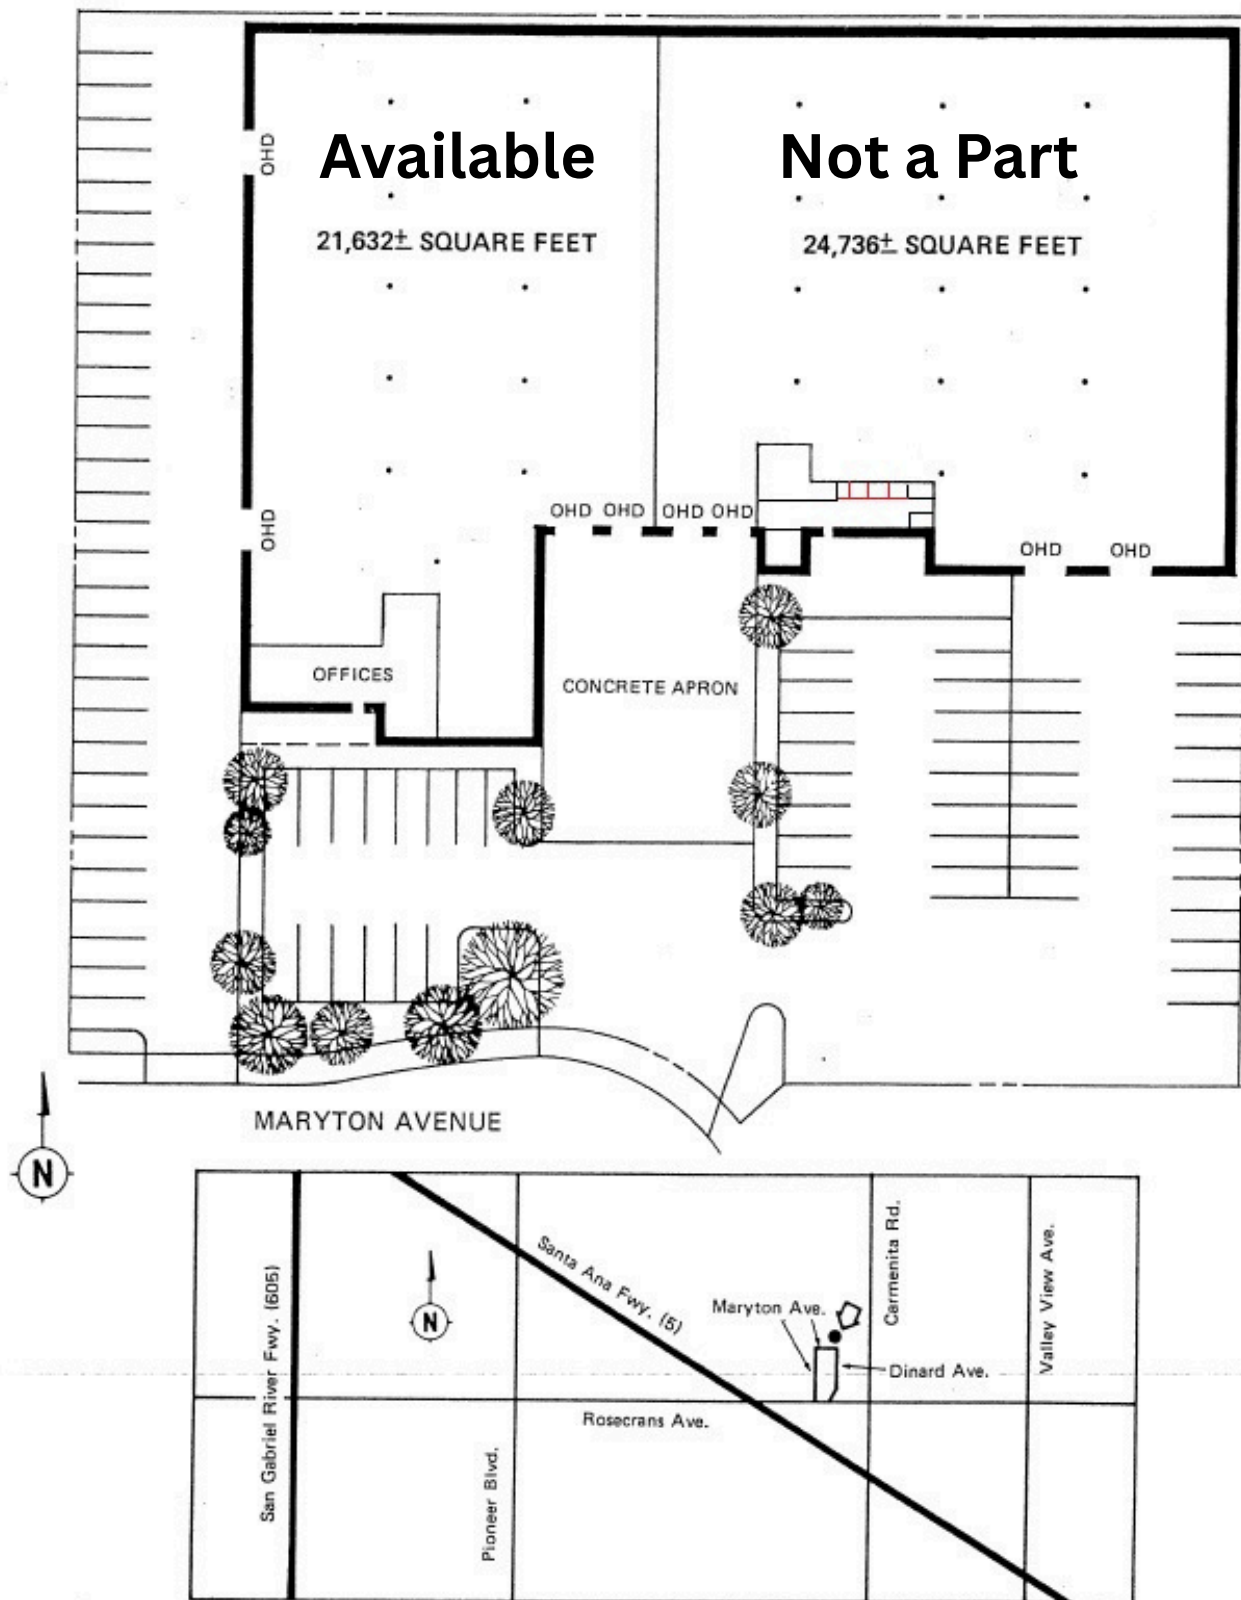 OHD
Available
Not a Part
21,632± SQUARE FEET
24,736± SQUARE FEET
OHD
OHD OHD OHD OHD
OHD OHD
OFFICES
CONCRETE APRON
MARYTON AVENUE
N
San Gabriel River Fwy. (605)
N
Pioneer Blvd.
Santa Ana Fwy. (5)
Rosecrans Ave.
Maryton Ave.
Dinard Ave.
Carmenita Rd.
Valley View Ave.